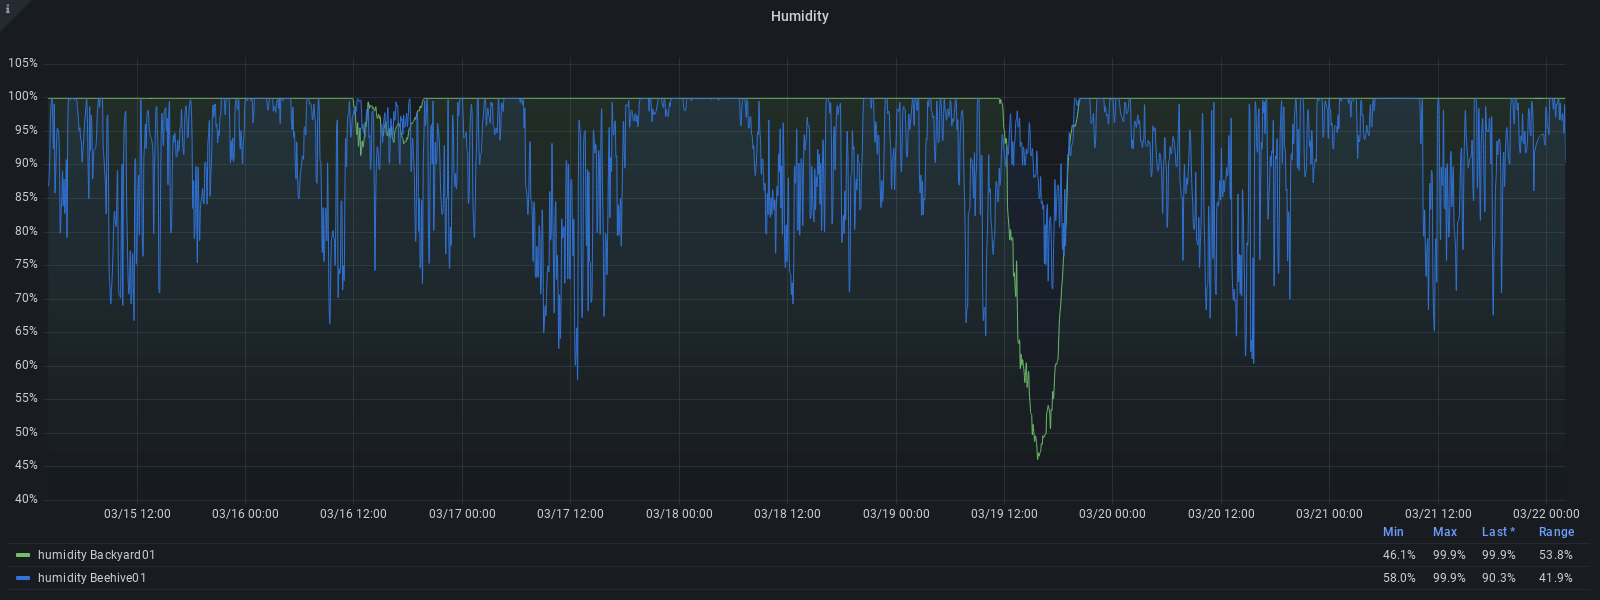 i
Humidity
105%
100%
95%
90%
85%
80%
75%
70%
65%
60%
55%
50%
45%
40%
03/15 12:00 03/16 00:00 03/16 12:00 03/17 00:00 03/17 12:00 03/18 00:00 03/18 12:00 03/19 00:00 03/19 12:00 03/20 00:00 03/20 12:00 03/21 00:00 03/21 12:00 03/22 00:00
Min Max Last * Range
humidity Backyard01 46.1% 99.9% 99.9% 53.8%
humidity Beehive01 58.0% 99.9% 90.3% 41.9%